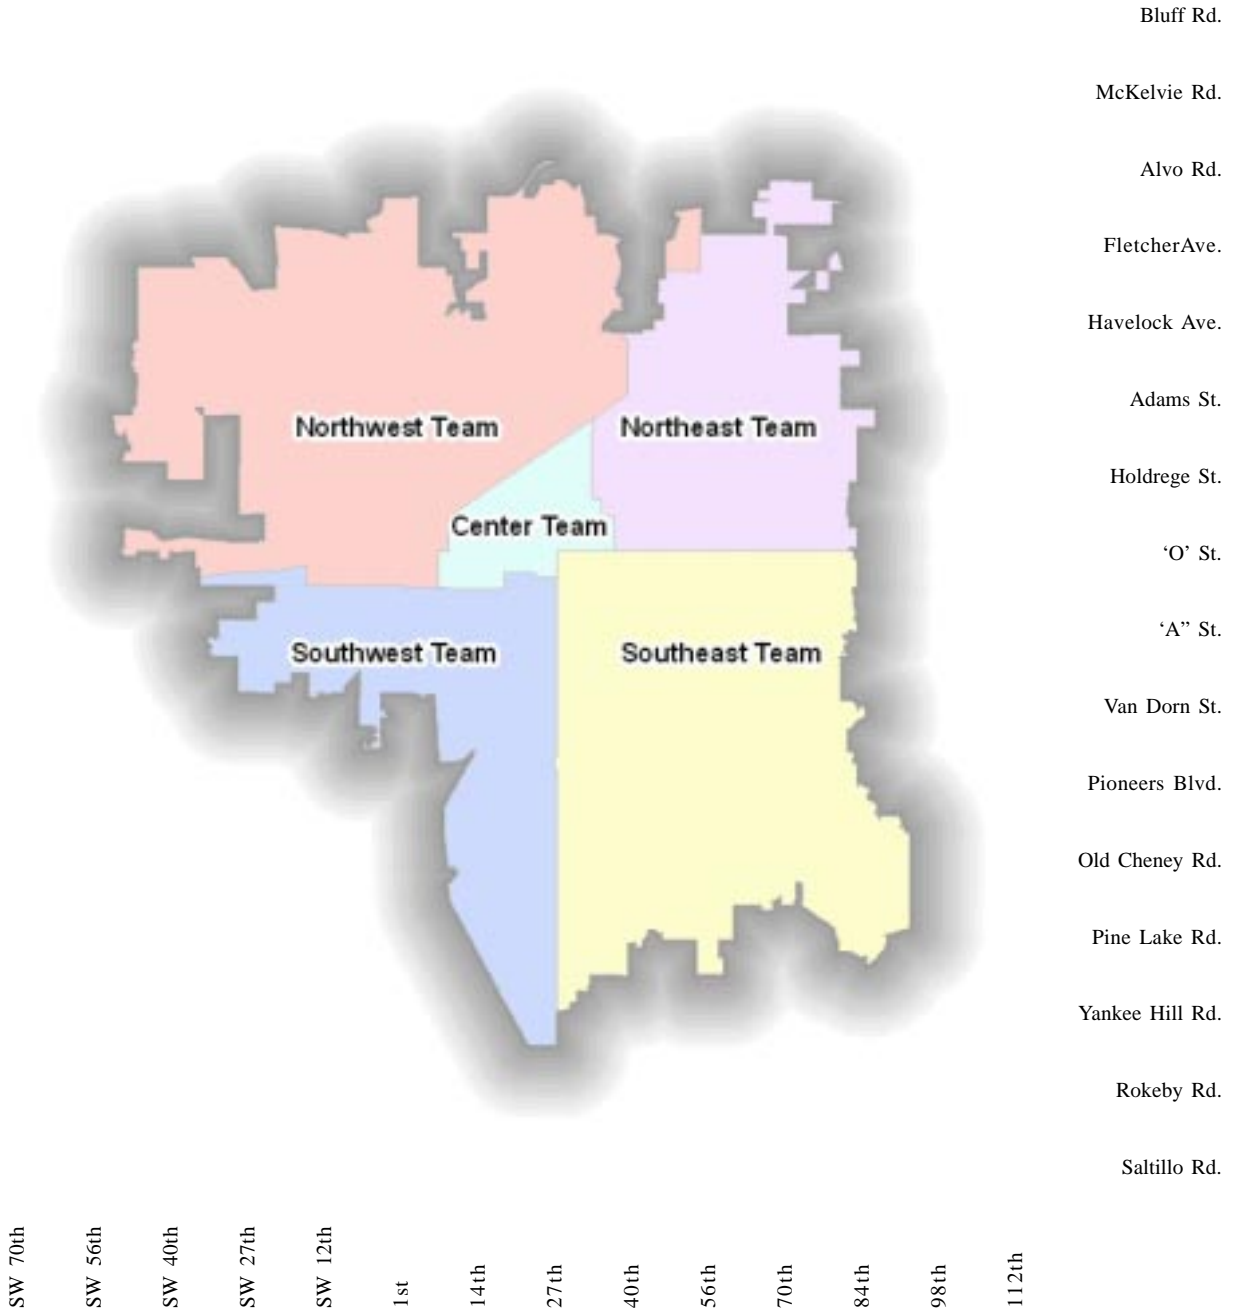 Bluff Rd.
McKelvie Rd.
Alvo Rd.
FletcherAve.
Havelock Ave.
Adams St.
Northwest Team
Northeast Team
Holdrege St.
Center Team
‘O’ St.
‘A” St.
Southwest Team
Southeast Team
Van Dorn St.
Pioneers Blvd.
Old Cheney Rd.
Pine Lake Rd.
Yankee Hill Rd.
Rokeby Rd.
Saltillo Rd.
SW 70th
SW 56th
SW 40th
SW 27th
SW 12th
1st
14th
27th
40th
56th
70th
84th
98th
112th